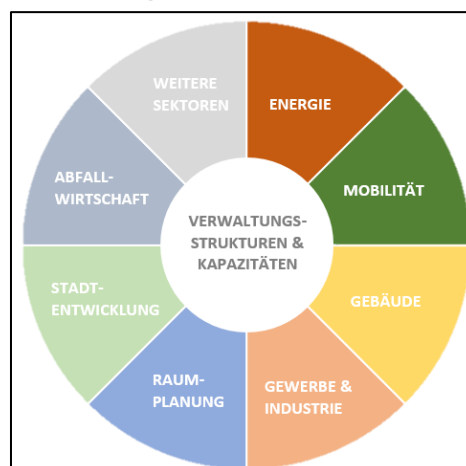 WEITERE
SEKTOREN
ENERGIE
ABFALL-
WIRTSCHAFT
MOBILITÄT
VERWALTUNGS-
STRUKTUREN &
KAPAZITÄTEN
STADT-
ENTWICKLUNG
GEBÄUDE
RAUM-
PLANUNG
GEWERBE &
INDUSTRIE